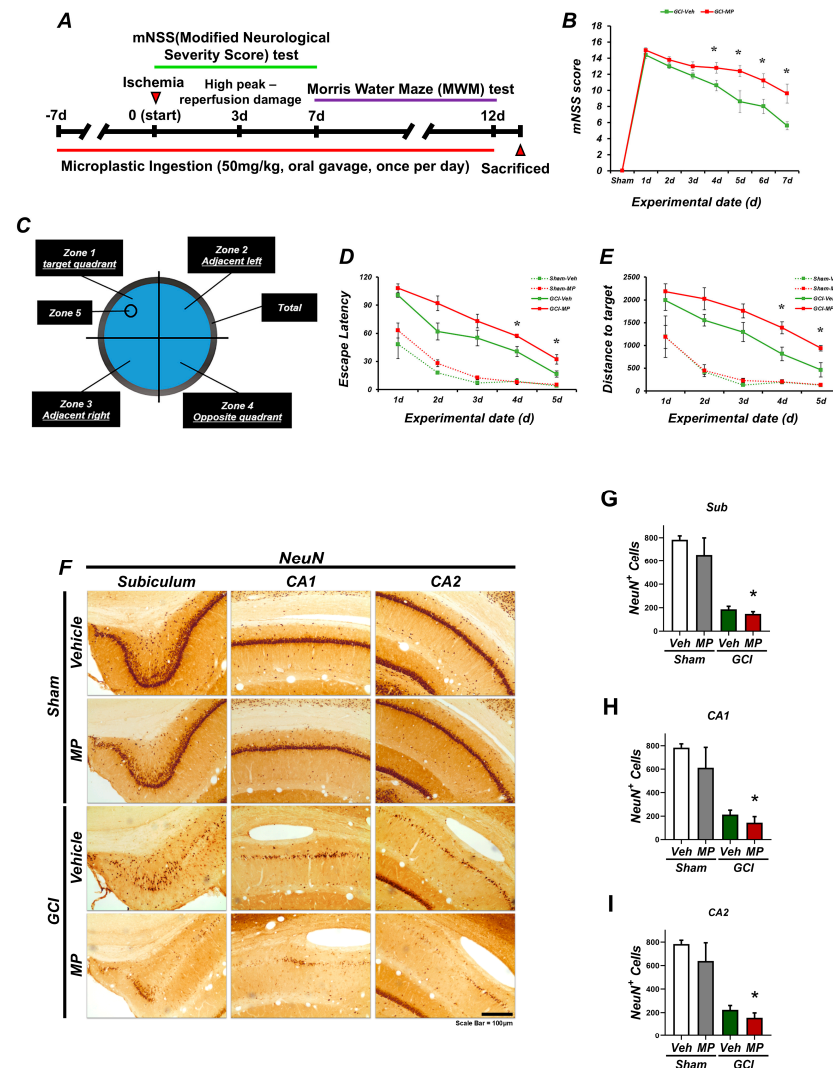 A
mNSS(Modified Neurological
Severity Score) test
Ischemia
High peak –
reperfusion damage
Morris Water Maze (MWM) test
-7d
0 (start)
3d
7d
12d
Microplastic Ingestion (50mg/kg, oral gavage, once per day)
Sacrificed
B
GCI-Veh
GCI-MP
mNSS score
18
16
14
12
10
8
6
4
2
0
*
*
*
*
Sham
1d
2d
3d
4d
5d
6d
7d
Experimental date (d)
C
Zone 1
target quadrant
Zone 2
Adjacent left
Zone 5
Total
Zone 3
Adjacent right
Zone 4
Opposite quadrant
D
Sham-Veh
Sham-MP
GCI-Veh
GCI-MP
Escape Latency
120
90
60
30
0
*
*
1d
2d
3d
4d
5d
Experimental date (d)
E
Sham-V
Sham-M
GCI-Veh
GCI-MP
Distance to target
2500
2000
1500
1000
500
0
*
*
1d
2d
3d
4d
5d
Experimental date (d)
F
NeuN
Subiculum
CA1
CA2
Sham
Vehicle
MP
GCI
Vehicle
MP
Scale Bar = 100μm
G
Sub
NeuN+ Cells
800
600
400
200
0
*
Veh MP Veh MP
Sham GCI
H
CA1
NeuN+ Cells
800
600
400
200
0
*
Veh MP Veh MP
Sham GCI
I
CA2
NeuN+ Cells
800
600
400
200
0
*
Veh MP Veh MP
Sham GCI